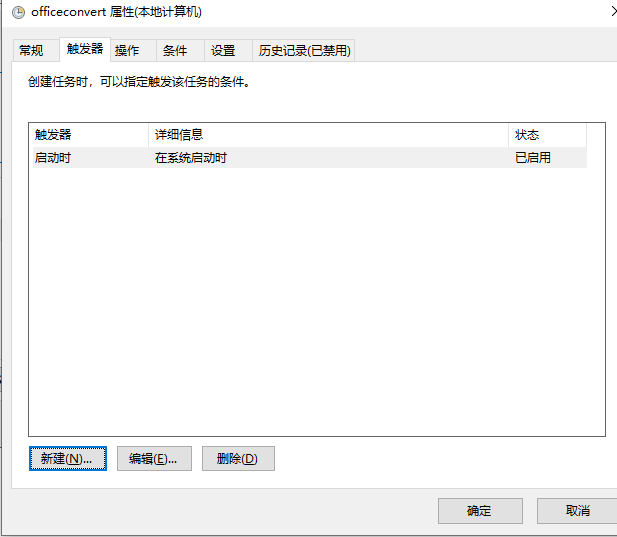 officeconvert 属性(本地计算机)
常规 触发器 操作 条件 设置 历史记录(已禁用)
创建任务时，可以指定触发该任务的条件。
触发器 详细信息 状态
启动时 在系统启动时 已启用
新建(N)... 编辑(E)... 删除(D)
确定 取消